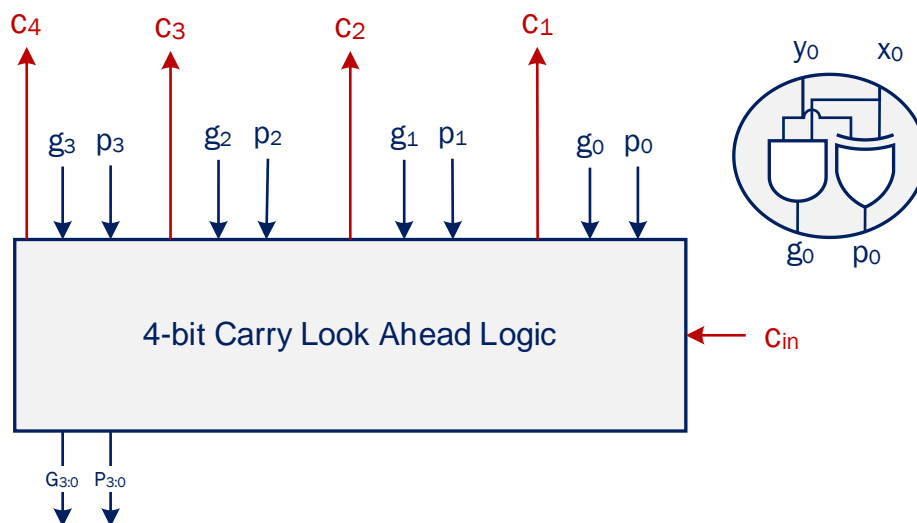 c4 c3 c2 c1
y0 x0
g3 p3 g2 p2 g1 p1 g0 p0
g0 p0
4-bit Carry Look Ahead Logic
cin
G3:0 P3:0